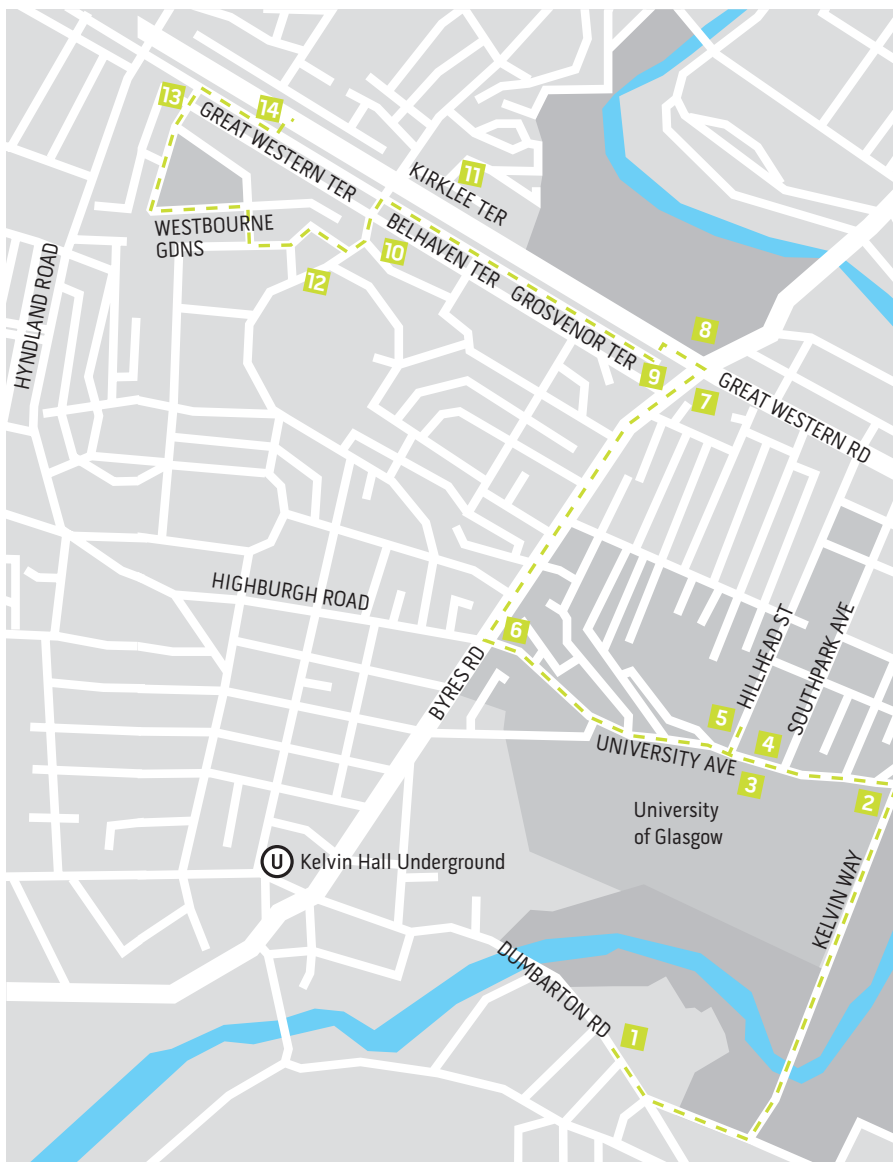 13
14
GREAT WESTERN TER
11
KIRKLEE TER
WESTBOURNE
GDNS
BELHAVEN TER
10
12
HYNDLAND ROAD
GROSVENOR TER
8
9
7
GREAT WESTERN RD
HIGHBURGH ROAD
6
BYRES RD
HILLHEAD ST
SOUTHPARK AVE
5
4
UNIVERSITY AVE
3
2
University
of Glasgow
U Kelvin Hall Underground
KELVIN WAY
DUMBARTON RD
1